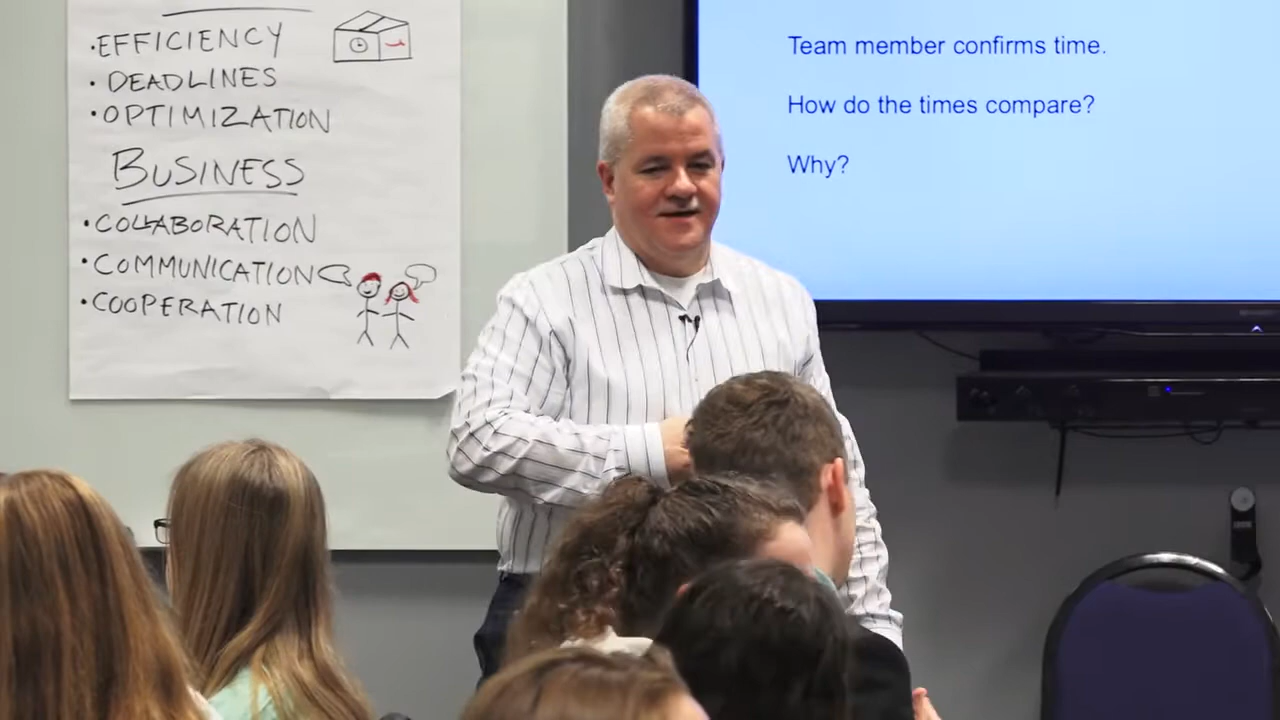 • EFFICIENCY
• DEADLINES
• OPTIMIZATION
BUSINESS
• COLLABORATION
• COMMUNICATION
• COOPERATION
Team member confirms time.
How do the times compare?
Why?